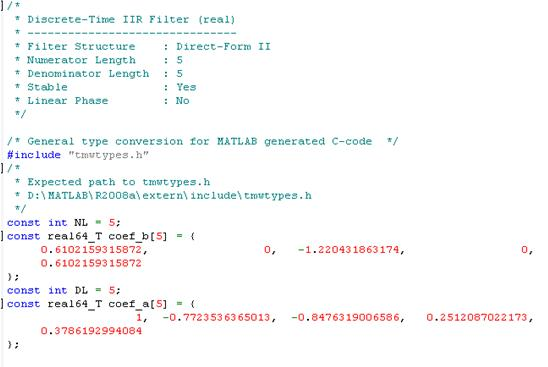 /*
* Discrete-Time IIR Filter (real)
* -------------------------------
* Filter Structure : Direct-Form II
* Numerator Length : 5
* Denominator Length : 5
* Stable : Yes
* Linear Phase : No
*/
/* General type conversion for MATLAB generated C-code */
#include "tmwtypes.h"
/*
* Expected path to tmwtypes.h
* D:\MATLAB\R2008a\extern\include\tmwtypes.h
*/
const int NL = 5;
const real64_T coef_b[5] = {
0.6102159315872, 0, -1.220431863174, 0,
0.6102159315872
};
const int DL = 5;
const real64_T coef_a[5] = {
1, -0.7723536365013, -0.8476319006586, 0.2512087022173,
0.3786192994084
};